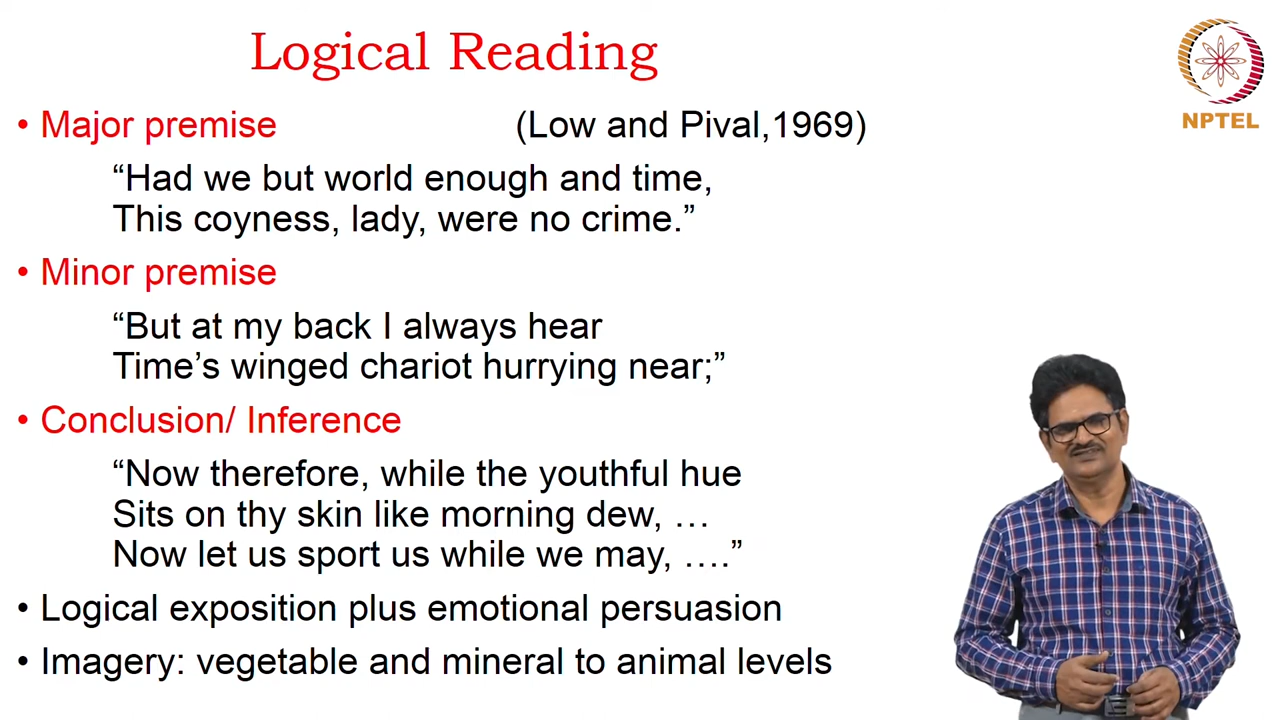 Logical Reading
NPTEL
• Major premise (Low and Pival,1969)
“Had we but world enough and time,
This coyness, lady, were no crime.”
• Minor premise
“But at my back I always hear
Time’s winged chariot hurrying near;”
• Conclusion/ Inference
“Now therefore, while the youthful hue
Sits on thy skin like morning dew, …
Now let us sport us while we may, ….”
• Logical exposition plus emotional persuasion
• Imagery: vegetable and mineral to animal levels